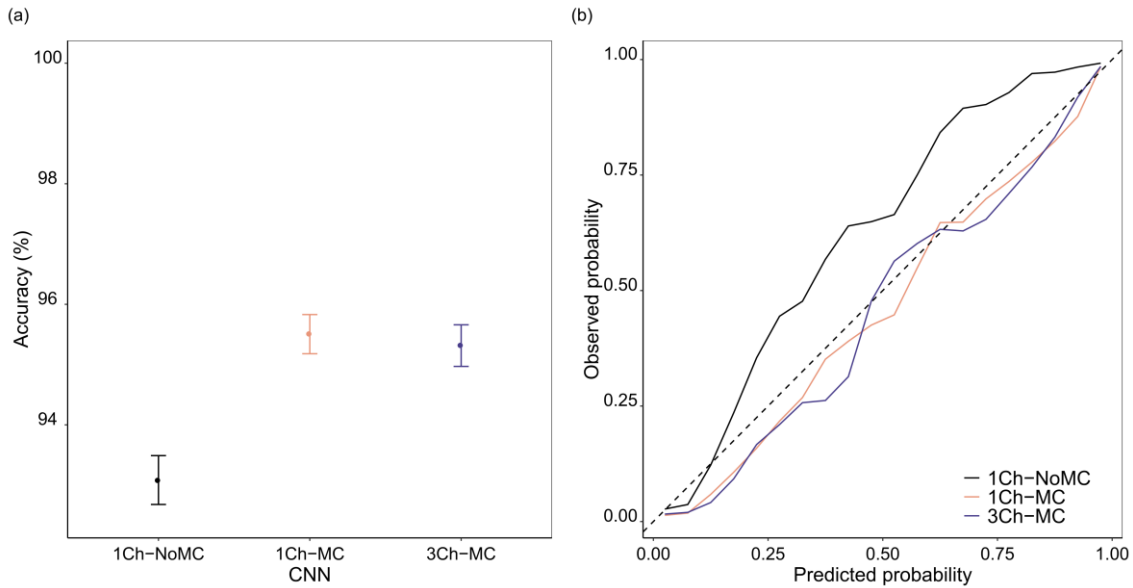 (a)
100
98
96
94
Accuracy (%)
1Ch−NoMC
1Ch−MC
3Ch−MC
CNN
(b)
1.00
0.75
0.50
0.25
0.00
Observed probability
1Ch−NoMC
1Ch−MC
3Ch−MC
0.00
0.25
0.50
0.75
1.00
Predicted probability